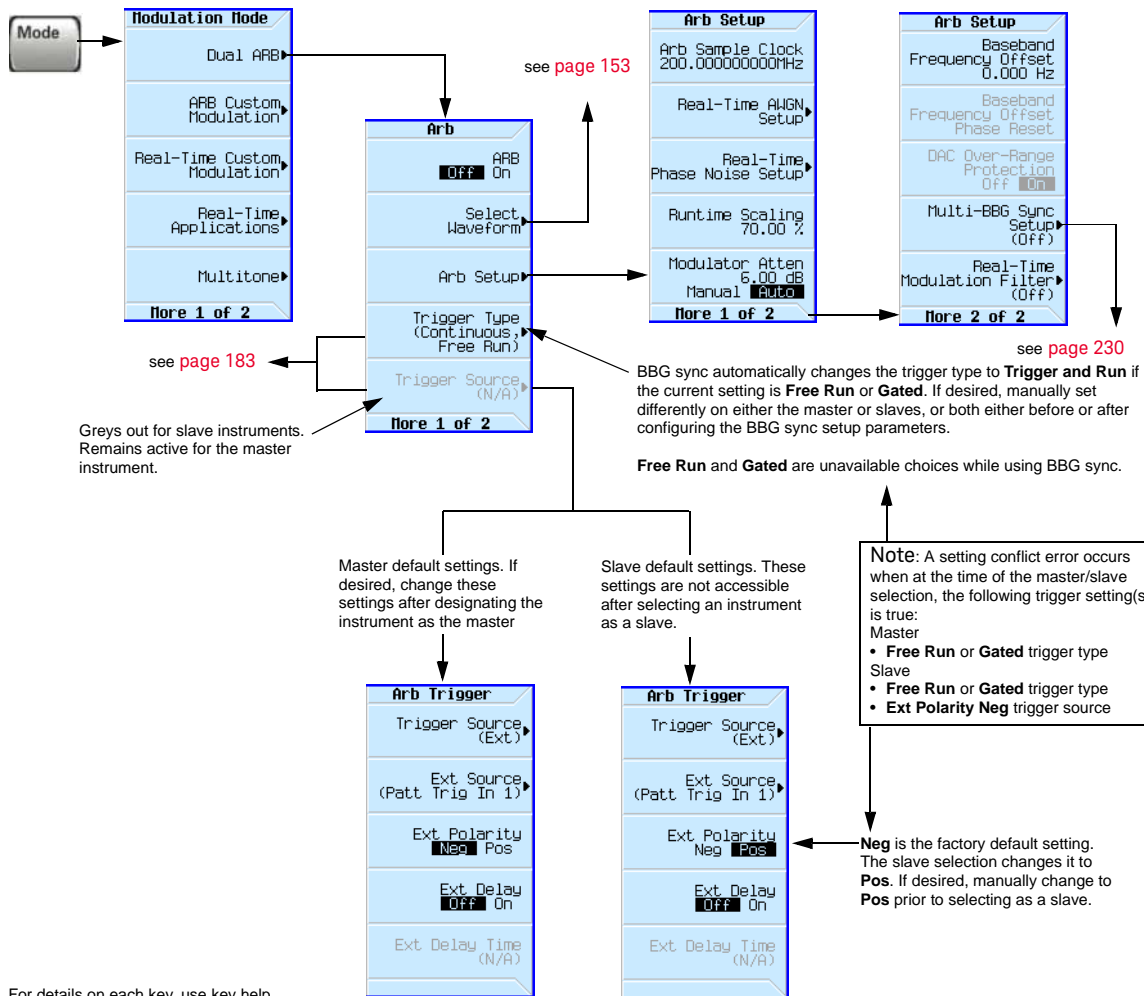 Mode
Modulation Mode
Dual ARB
ARB Custom
Modulation
Real-Time Custom
Modulation
Real-Time
Applications
Multitone
More 1 of 2
Arb
ARB
Off On
Select
Waveform
Arb Setup
Trigger Type
(Continuous,
Free Run)
Trigger Source
(N/A)
More 1 of 2
see page 153
Arb Setup
Arb Sample Clock
200.000000000MHz
Real-Time AWGN
Setup
Real-Time
Phase Noise Setup
Runtime Scaling
70.00 %
Modulator Atten
6.00 dB
Manual Auto
More 1 of 2
Arb Setup
Baseband
Frequency Offset
0.000 Hz
Baseband
Frequency Offset
Phase Reset
DAC Over-Range
Protection
Off On
Multi-BBG Sync
Setup
(Off)
Real-Time
Modulation Filter
(Off)
More 2 of 2
see page 183
see page 230
Greys out for slave instruments.
Remains active for the master
instrument.
BBG sync automatically changes the trigger type to Trigger and Run if
the current setting is Free Run or Gated. If desired, manually set
differently on either the master or slaves, or both either before or after
configuring the BBG sync setup parameters.
Free Run and Gated are unavailable choices while using BBG sync.
Master default settings. If
desired, change these
settings after designating the
instrument as the master
Slave default settings. These
settings are not accessible
after selecting an instrument
as a slave.
Note: A setting conflict error occurs
when at the time of the master/slave
selection, the following trigger setting(s
is true:
Master
• Free Run or Gated trigger type
Slave
• Free Run or Gated trigger type
• Ext Polarity Neg trigger source
Arb Trigger
Trigger Source
(Ext)
Ext Source
(Patt Trig In 1)
Ext Polarity
Neg Pos
Ext Delay
Off On
Ext Delay Time
(N/A)
Arb Trigger
Trigger Source
(Ext)
Ext Source
(Patt Trig In 1)
Ext Polarity
Neg Pos
Ext Delay
Off On
Ext Delay Time
(N/A)
Neg is the factory default setting.
The slave selection changes it to
Pos. If desired, manually change to
Pos prior to selecting as a slave.
For details on each key, use key help